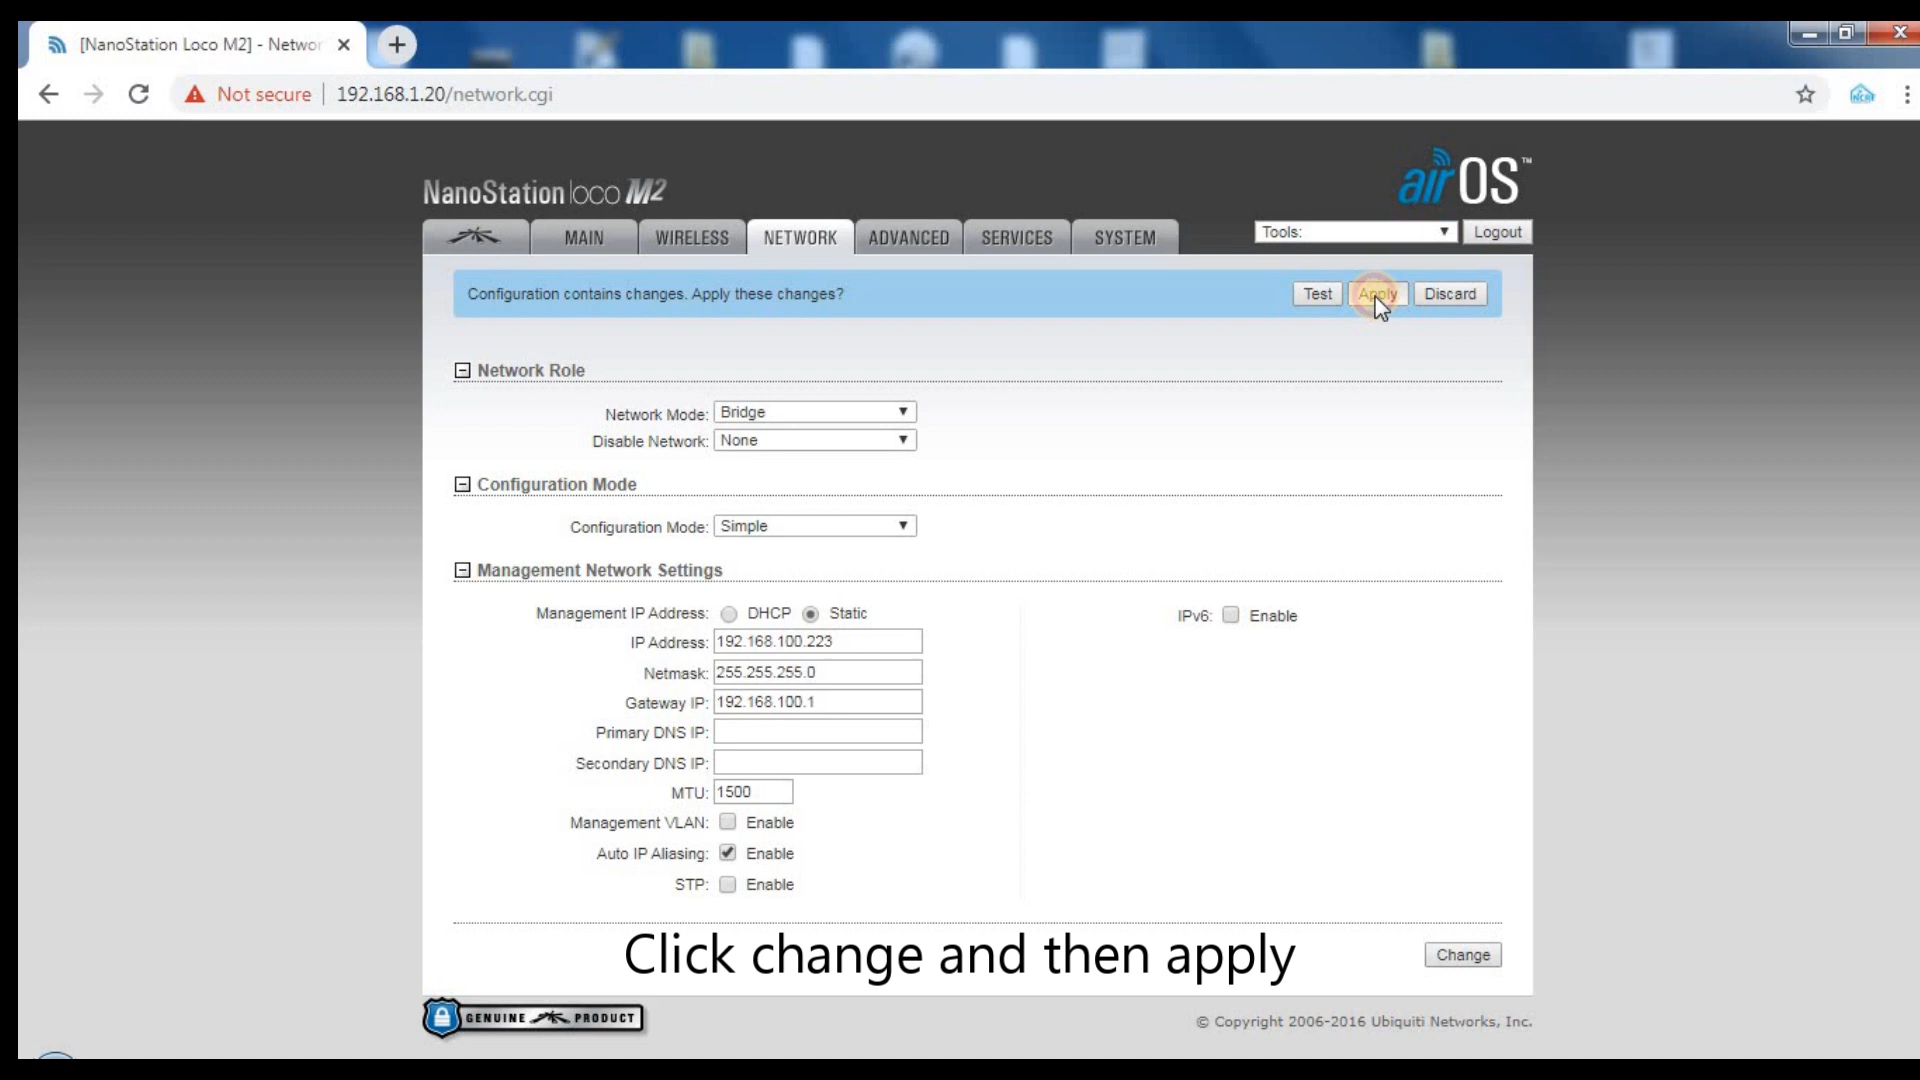 [NanoStation Loco M2] - Networ
Not secure | 192.168.1.20/network.cgi
NanoStation loco M2
airOS™
MAIN WIRELESS NETWORK ADVANCED SERVICES SYSTEM Tools: Logout
Configuration contains changes. Apply these changes? Test Apply Discard
Network Role
Network Mode: Bridge
Disable Network: None
Configuration Mode
Configuration Mode: Simple
Management Network Settings
Management IP Address: DHCP Static
IPv6: Enable
IP Address: 192.168.100.223
Netmask: 255.255.255.0
Gateway IP: 192.168.100.1
Primary DNS IP:
Secondary DNS IP:
MTU: 1500
Management VLAN: Enable
Auto IP Aliasing: Enable
STP: Enable
Click change and then apply
Change
GENUINE PRODUCT
© Copyright 2006-2016 Ubiquiti Networks, Inc.